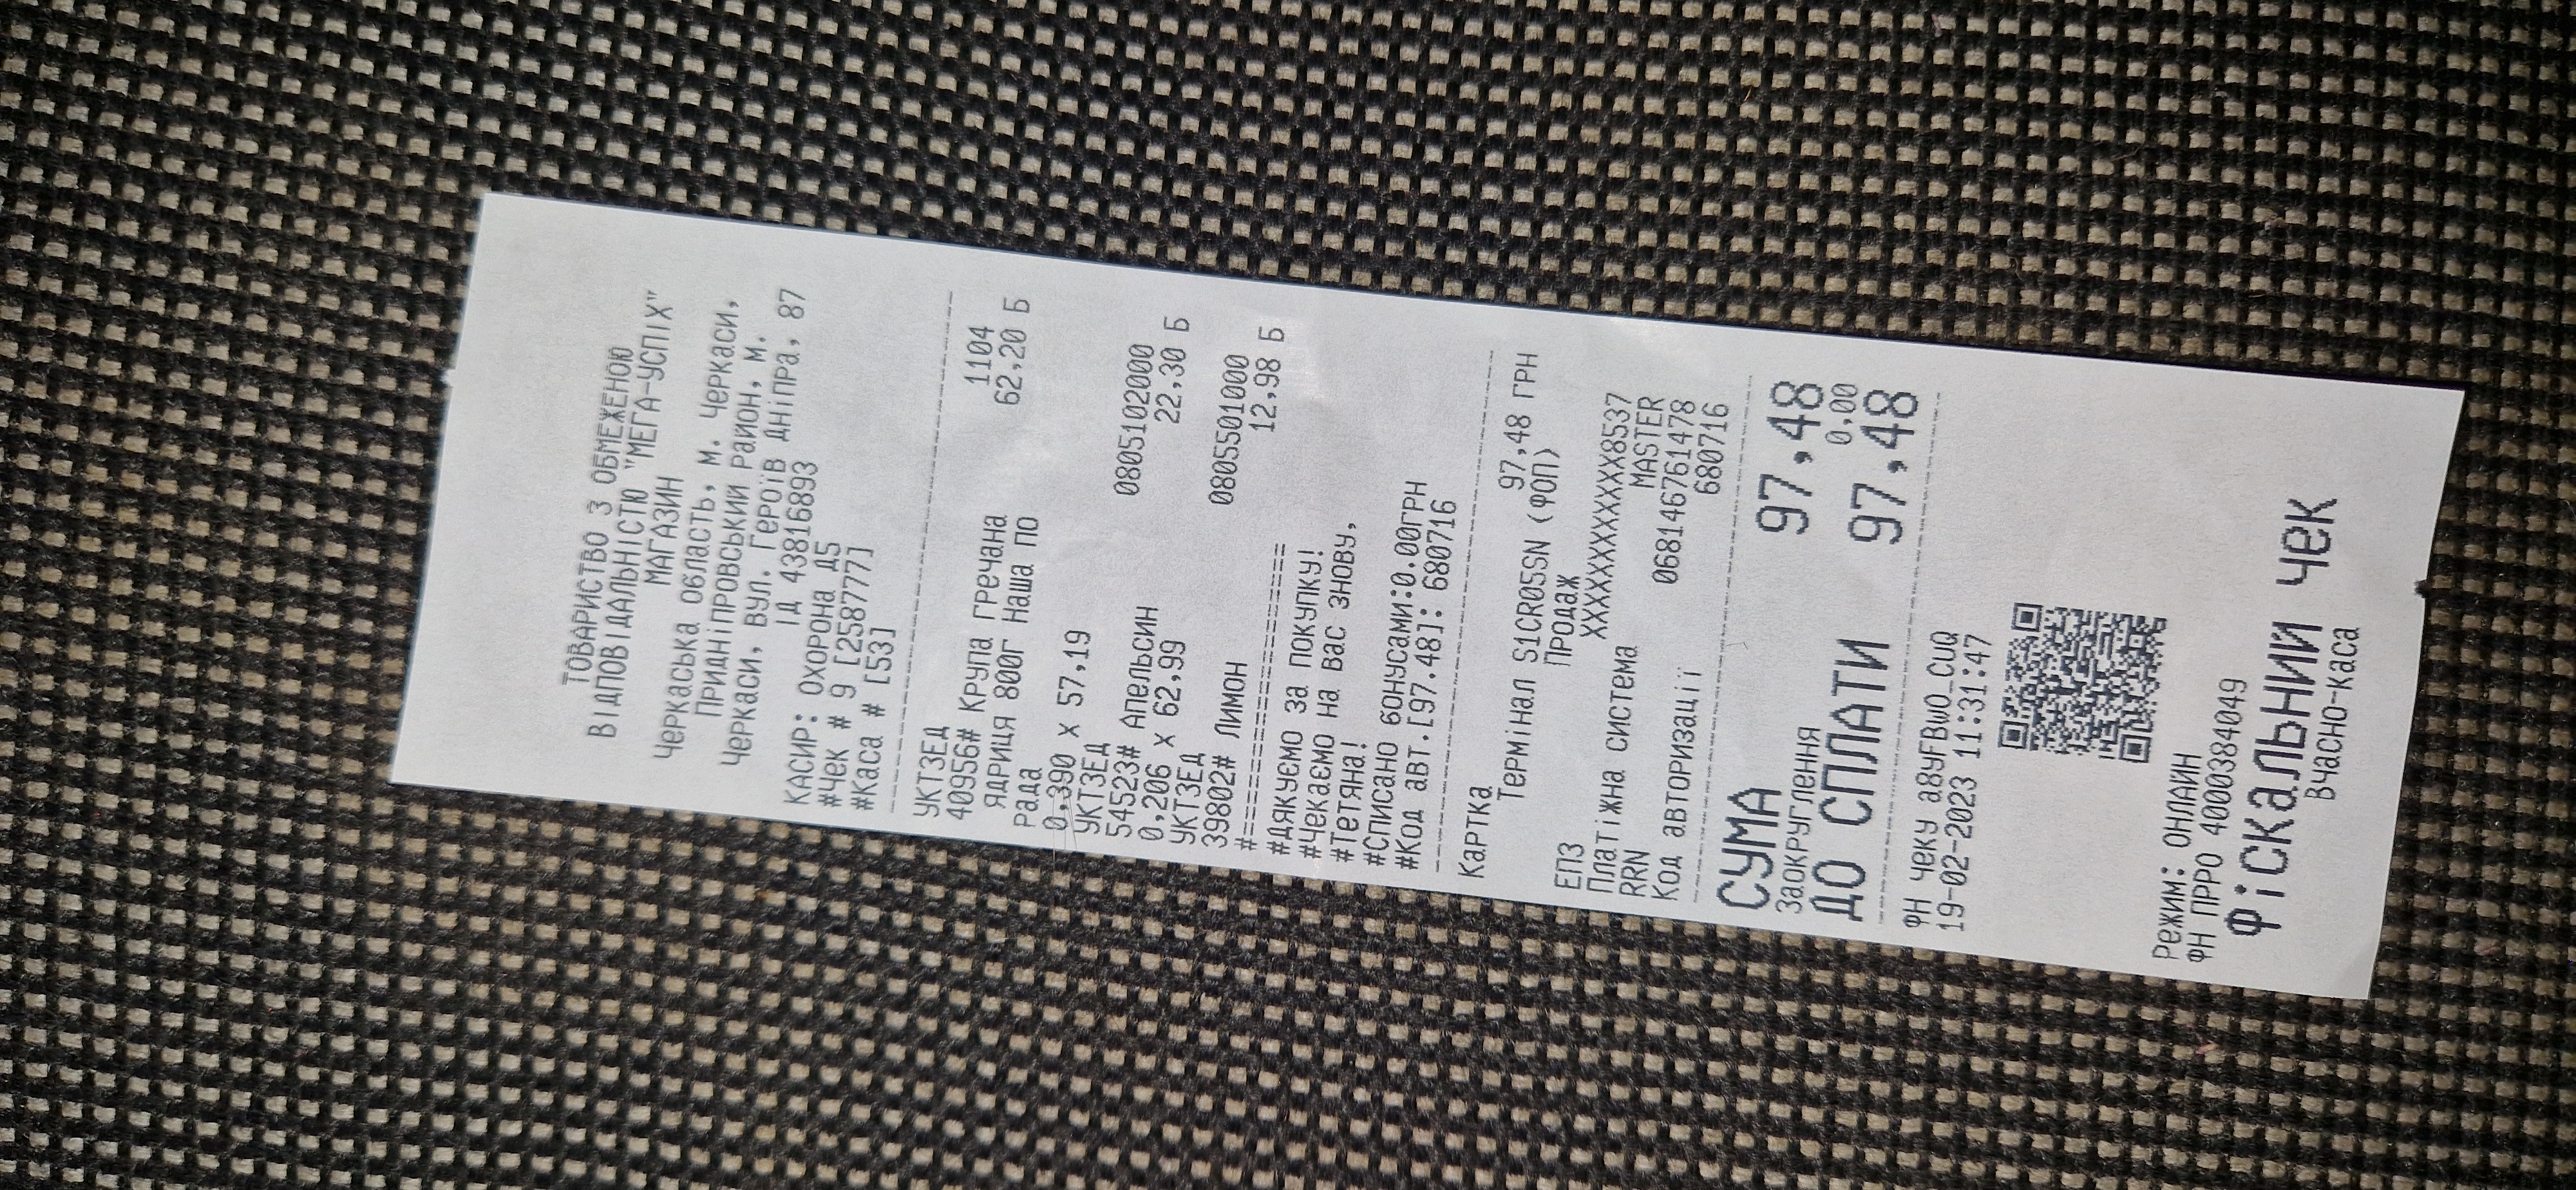 ТОВАРИСТВО З ОБМЕЖЕНОЮ
ВІДПОВІДАЛЬНІСТЮ "МЕГА-УСПІХ"
МАГАЗИН
Черкаська область, м. Черкаси,
Придніпровський район, м.
Черкаси, вул. Героїв Дніпра, 87
ІД 43816893
КАСИР: ОХОРОНА Д5
#Чек # 9 [258777]
#Каса # [53]
УКТЗЕД 1104
40956# Крупа гречана 62,20 Б
ядриця 800г Наша По
рада
0,390 x 57,19
УКТЗЕД 0805102000
54523# Апельсин 22,30 Б
0,206 x 62,99
УКТЗЕД 0805501000
39802# Лимон 12,98 Б
#==========================
#Дякуємо за покупку!
#Чекаємо на вас знову,
#Тетяна!
#Списано бонусами:0.00ГРН
#Код авт.[97.48]: 680716
Картка 97,48 ГРН
Термінал S1CR05SN (ФОП)
Продаж
ЕПЗ XXXXXXXXXXXX8537
Платіжна система MASTER
RRN 068146761478
Код авторизації 680716
СУМА 97,48
Заокруглення 0,00
ДО СПЛАТИ 97,48
ФН чеку a8yFBwO_CuQ
19-02-2023 11:31:47
Режим: ОНЛАЙН
ФН ПРРО 4000384049
Фіскальний чек
Вчасно-каса